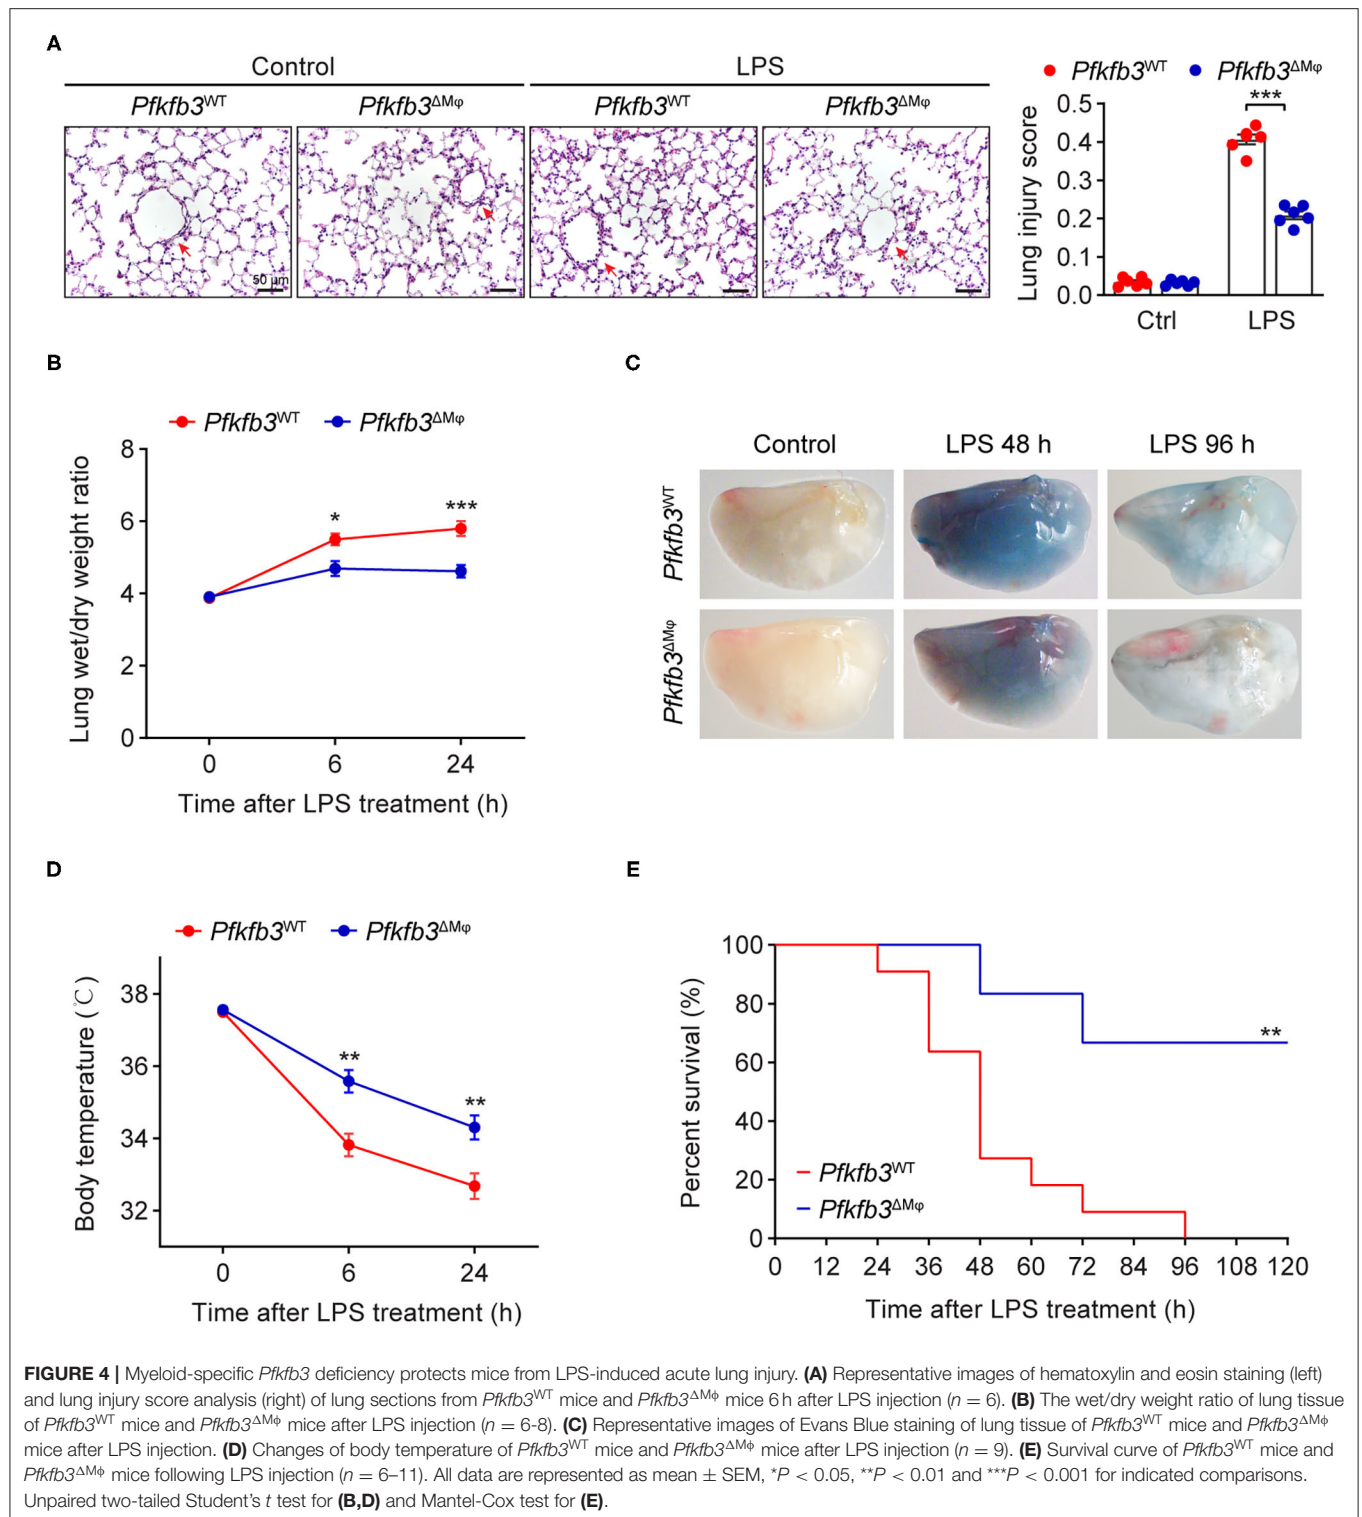 A
Control
LPS
Pfkfb3WT
Pfkfb3ΔMφ
Pfkfb3WT
Pfkfb3ΔMφ
50 μm
Pfkfb3WT
Pfkfb3ΔMφ
***
Lung injury score
0.5
0.4
0.3
0.2
0.1
0.0
Ctrl
LPS
B
Pfkfb3WT
Pfkfb3ΔMφ
Lung wet/dry weight ratio
8
6
4
2
0
*
***
0
6
24
Time after LPS treatment (h)
C
Control
LPS 48 h
LPS 96 h
Pfkfb3WT
Pfkfb3ΔMφ
D
Pfkfb3WT
Pfkfb3ΔMφ
Body temperature (℃)
38
36
34
32
**
**
0
6
24
Time after LPS treatment (h)
E
Percent survival (%)
100
80
60
40
20
0
**
Pfkfb3WT
Pfkfb3ΔMφ
0 12 24 36 48 60 72 84 96 108 120
Time after LPS treatment (h)
FIGURE 4 | Myeloid-specific Pfkfb3 deficiency protects mice from LPS-induced acute lung injury. (A) Representative images of hematoxylin and eosin staining (left)
and lung injury score analysis (right) of lung sections from Pfkfb3WT mice and Pfkfb3ΔMϕ mice 6 h after LPS injection (n = 6). (B) The wet/dry weight ratio of lung tissue
of Pfkfb3WT mice and Pfkfb3ΔMϕ mice after LPS injection (n = 6-8). (C) Representative images of Evans Blue staining of lung tissue of Pfkfb3WT mice and Pfkfb3ΔMϕ
mice after LPS injection. (D) Changes of body temperature of Pfkfb3WT mice and Pfkfb3ΔMϕ mice after LPS injection (n = 9). (E) Survival curve of Pfkfb3WT mice and
Pfkfb3ΔMϕ mice following LPS injection (n = 6–11). All data are represented as mean ± SEM, *P < 0.05, **P < 0.01 and ***P < 0.001 for indicated comparisons.
Unpaired two-tailed Student's t test for (B,D) and Mantel-Cox test for (E).